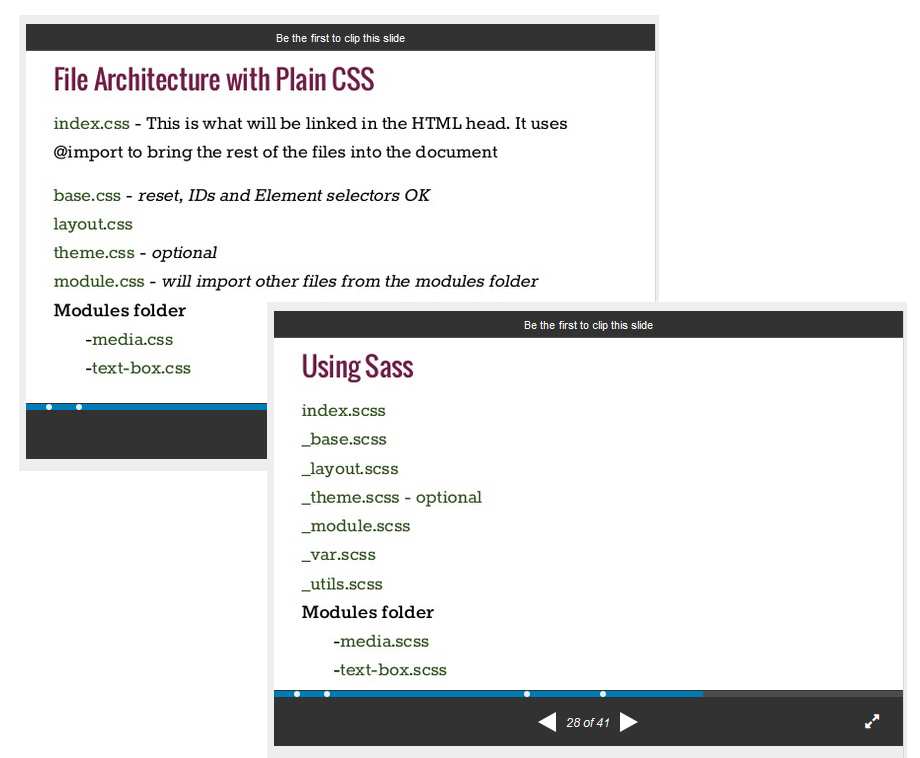 Be the first to clip this slide
File Architecture with Plain CSS
index.css - This is what will be linked in the HTML head. It uses
@import to bring the rest of the files into the document
base.css - reset, IDs and Element selectors OK
layout.css
theme.css - optional
module.css - will import other files from the modules folder
Modules folder
-media.css
-text-box.css
Be the first to clip this slide
Using Sass
index.scss
_base.scss
_layout.scss
_theme.scss - optional
_module.scss
_var.scss
_utils.scss
Modules folder
-media.scss
-text-box.scss
28 of 41